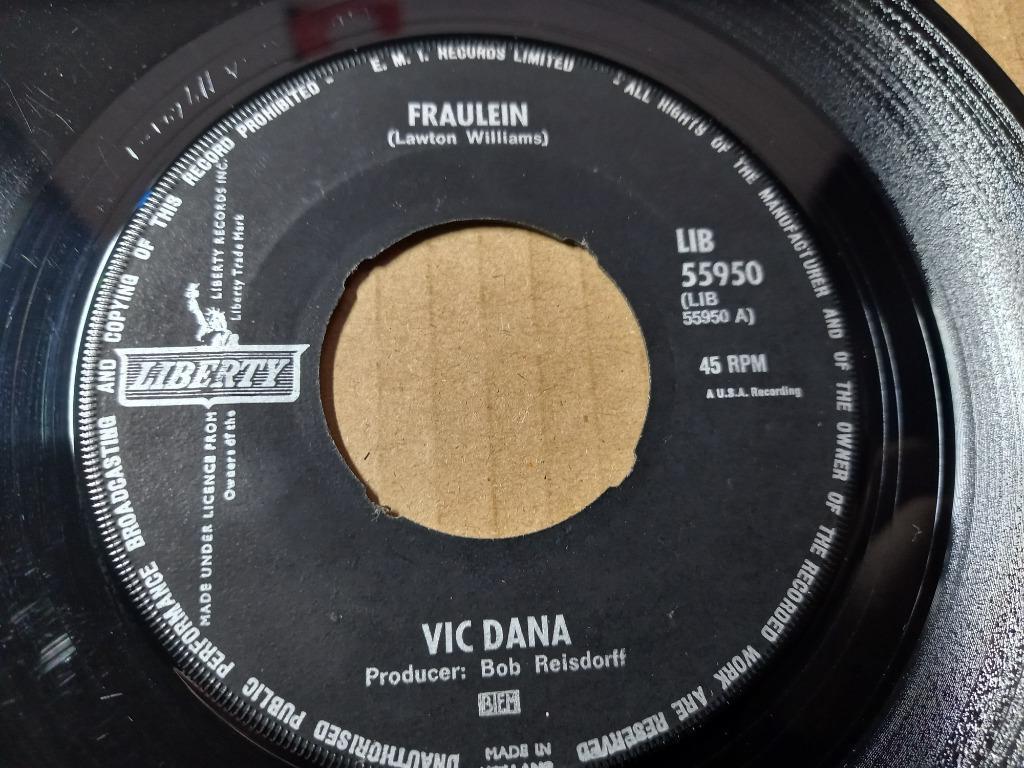 E. M. I. RECORDS LIMITED
ALL RIGHTS OF THE MANUFACTURER AND OF THE OWNER OF THE RECORDED WORK ARE RESERVED
UNAUTHORISED PUBLIC PERFORMANCE BROADCASTING AND COPYING OF THIS RECORD PROHIBITED
FRAULEIN
(Lawton Williams)
LIB
55950
(LIB
55950 A)
45 RPM
A U.S.A. Recording
LIBERTY
MADE UNDER LICENCE FROM LIBERTY RECORDS INC.
Owners of the Liberty Trade Mark
VIC DANA
Producer: Bob Reisdorff
BIEM
MADE IN